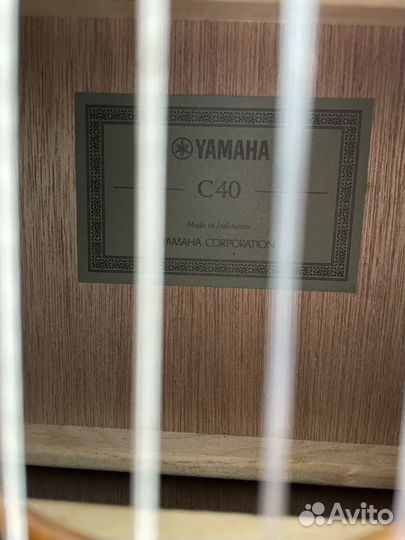 YAMAHA
C40
Made in Indonesia
YAMAHA CORPORATION
Avito